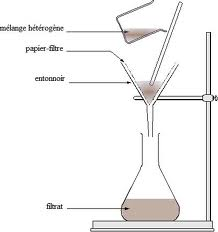 mélange hétérogène
papier-filtre
entonnoir
filtrat